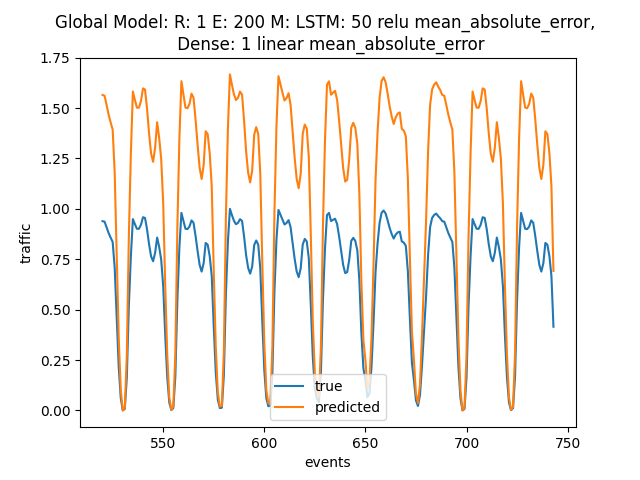 Global Model: R: 1 E: 200 M: LSTM: 50 relu mean_absolute_error,
Dense: 1 linear mean_absolute_error
1.75
1.50
1.25
1.00
0.75
0.50
0.25
0.00
traffic
true
predicted
550 600 650 700 750
events